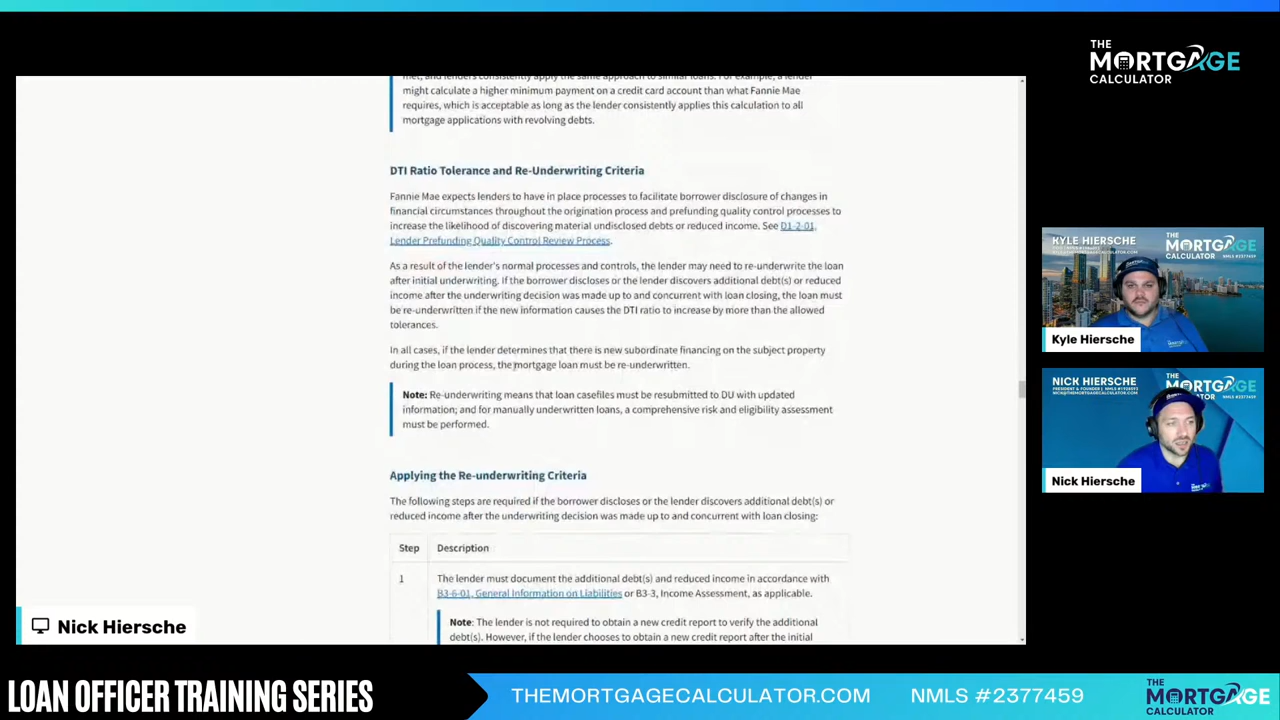 THE
MORTGAGE
CALCULATOR
met, and lenders consistently apply the same approach to similar loans. For example, a lender
might calculate a higher minimum payment on a credit card account than what Fannie Mae
requires, which is acceptable as long as the lender consistently applies this calculation to all
mortgage applications with revolving debts.
DTI Ratio Tolerance and Re-Underwriting Criteria
Fannie Mae expects lenders to have in place processes to facilitate borrower disclosure of changes in
financial circumstances throughout the origination process and prefunding quality control processes to
increase the likelihood of discovering material undisclosed debts or reduced income. See D1-2-01,
Lender Prefunding Quality Control Review Process.
As a result of the lender's normal processes and controls, the lender may need to re-underwrite the loan
after initial underwriting. If the borrower discloses or the lender discovers additional debt(s) or reduced
income after the underwriting decision was made up to and concurrent with loan closing, the loan must
be re-underwritten if the new information causes the DTI ratio to increase by more than the allowed
tolerances.
In all cases, if the lender determines that there is new subordinate financing on the subject property
during the loan process, the mortgage loan must be re-underwritten.
Note: Re-underwriting means that loan casefiles must be resubmitted to DU with updated
information; and for manually underwritten loans, a comprehensive risk and eligibility assessment
must be performed.
Applying the Re-underwriting Criteria
The following steps are required if the borrower discloses or the lender discovers additional debt(s) or
reduced income after the underwriting decision was made up to and concurrent with loan closing:
Step Description
1 The lender must document the additional debt(s) and reduced income in accordance with
B3-6-01, General Information on Liabilities or B3-3, Income Assessment, as applicable.
Note: The lender is not required to obtain a new credit report to verify the additional
debt(s). However, if the lender chooses to obtain a new credit report after the initial
Nick Hiersche
KYLE HIERSCHE
THE
MORTGAGE
CALCULATOR
NMLS #2377459
Kyle Hiersche
NICK HIERSCHE
PRESIDENT & FOUNDER
THE
MORTGAGE
CALCULATOR
NMLS #2377459
Nick Hiersche
LOAN OFFICER TRAINING SERIES
THEMORTGAGECALCULATOR.COM
NMLS #2377459
THE
MORTGAGE
CALCULATOR